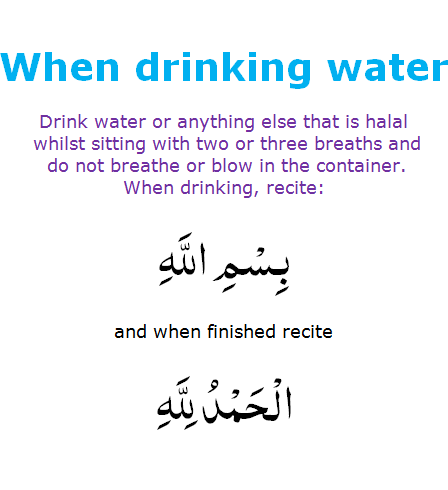 When drinking water
Drink water or anything else that is halal
whilst sitting with two or three breaths and
do not breathe or blow in the container.
When drinking, recite:
بِسْمِ اللَّهِ
and when finished recite
الْحَمْدُ لِلَّهِ